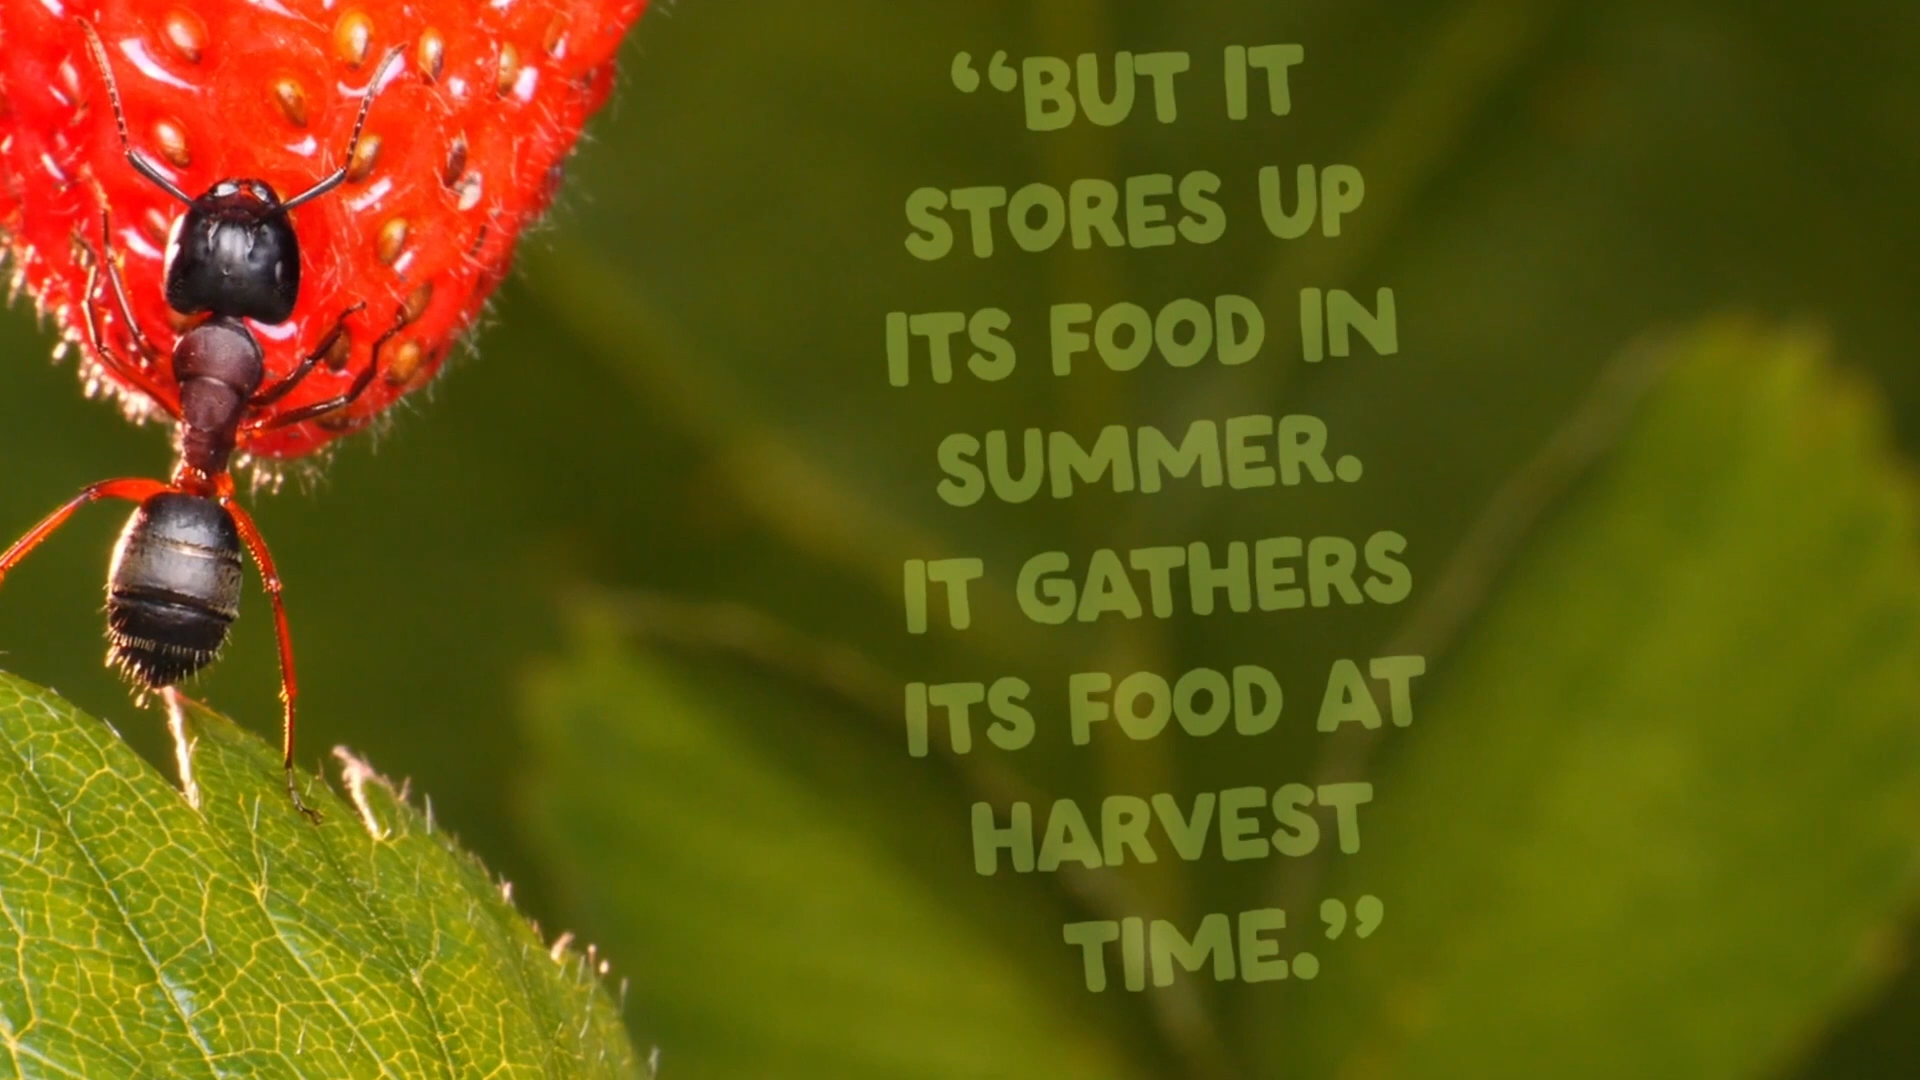 “BUT IT
STORES UP
ITS FOOD IN
SUMMER.
IT GATHERS
ITS FOOD AT
HARVEST
TIME.”